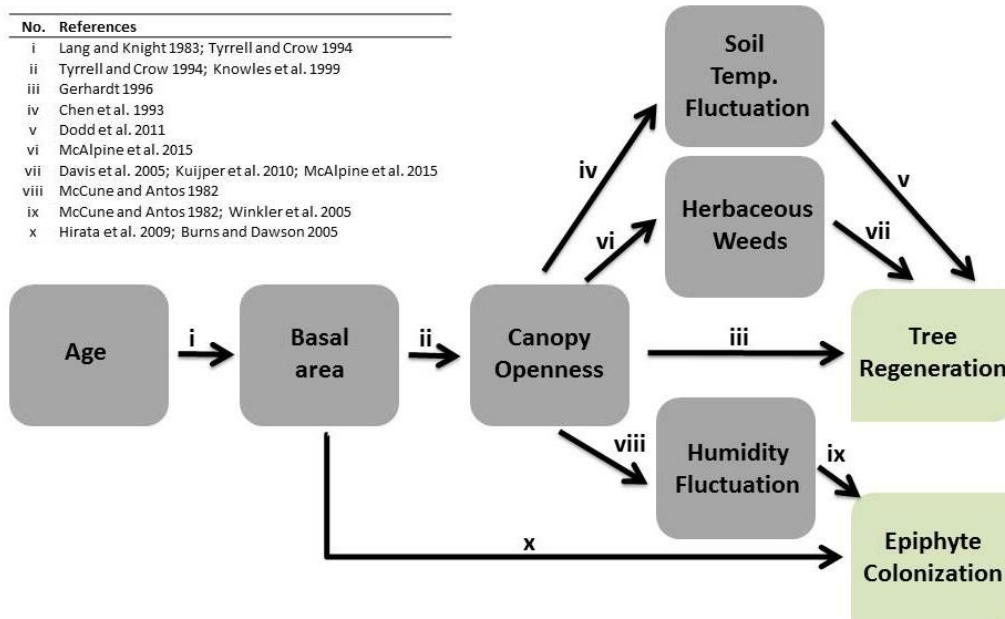 No. References
i Lang and Knight 1983; Tyrrell and Crow 1994
ii Tyrrell and Crow 1994; Knowles et al. 1999
iii Gerhardt 1996
iv Chen et al. 1993
v Dodd et al. 2011
vi McAlpine et al. 2015
vii Davis et al. 2005; Kuijper et al. 2010; McAlpine et al. 2015
viii McCune and Antos 1982
ix McCune and Antos 1982; Winkler et al. 2005
x Hirata et al. 2009; Burns and Dawson 2005
Soil
Temp.
Fluctuation
iv
v
Herbaceous
Weeds
vi
vii
Age
i
Basal
area
ii
Canopy
Openness
iii
Tree
Regeneration
viii
Humidity
Fluctuation
ix
x
Epiphyte
Colonization